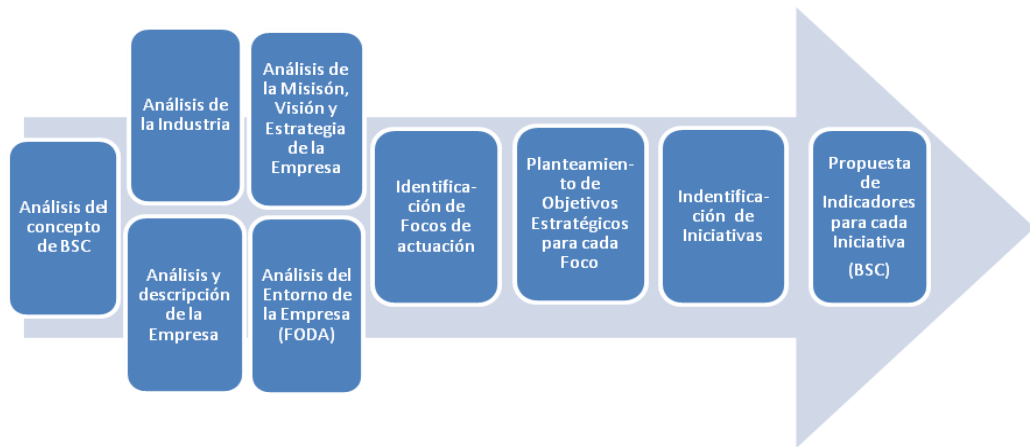 Análisis del
concepto
de BSC
Análisis de
la Industria
Análisis y
descripción
de la
Empresa
Análisis de
la Misisón,
Visión y
Estrategia
de la
Empresa
Análisis del
Entorno de
la Empresa
(FODA)
Identifica-
ción de
Focos de
actuación
Planteamien-
to de
Objetivos
Estratégicos
para cada
Foco
Indentifica-
ción de
Iniciativas
Propuesta
de
Indicadores
para cada
Iniciativa
(BSC)